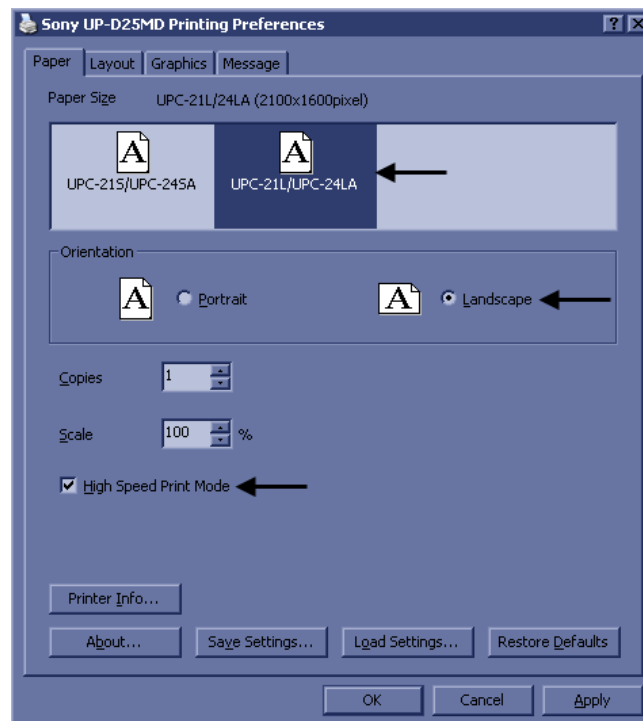 Sony UP-D25MD Printing Preferences
Paper Layout Graphics Message
Paper Size UPC-21L/24LA (2100x1600pixel)
A A
UPC-21S/UPC-24SA UPC-21L/UPC-24LA
Orientation
A Portrait A Landscape
Copies 1
Scale 100 %
High Speed Print Mode
Printer Info...
About... Save Settings... Load Settings... Restore Defaults
OK Cancel Apply